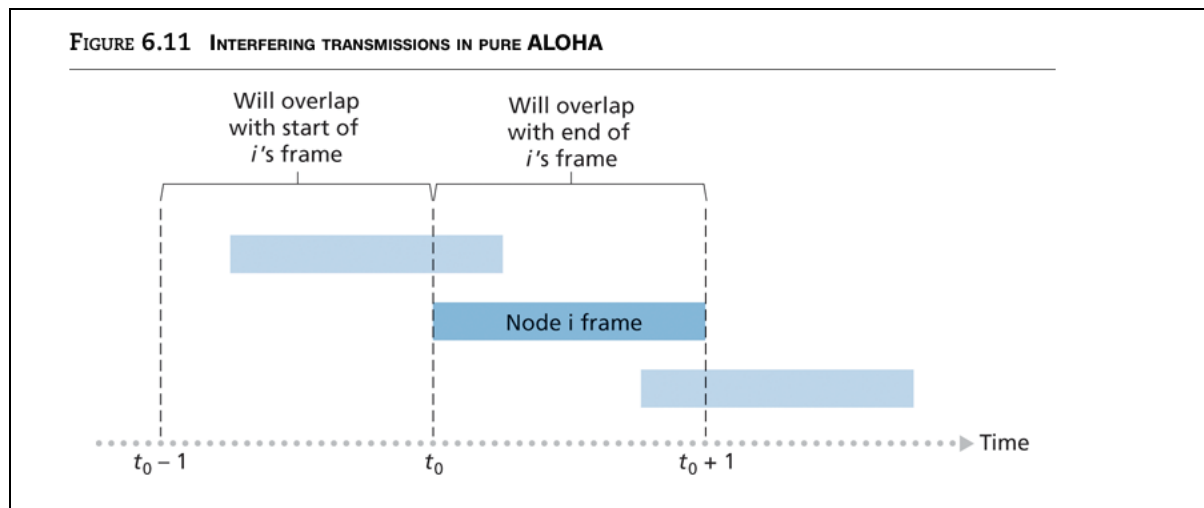 FIGURE 6.11 INTERFERING TRANSMISSIONS IN PURE ALOHA
Will overlap
with start of
i's frame
Will overlap
with end of
i's frame
Node i frame
Time
t₀ – 1
t₀
t₀ + 1